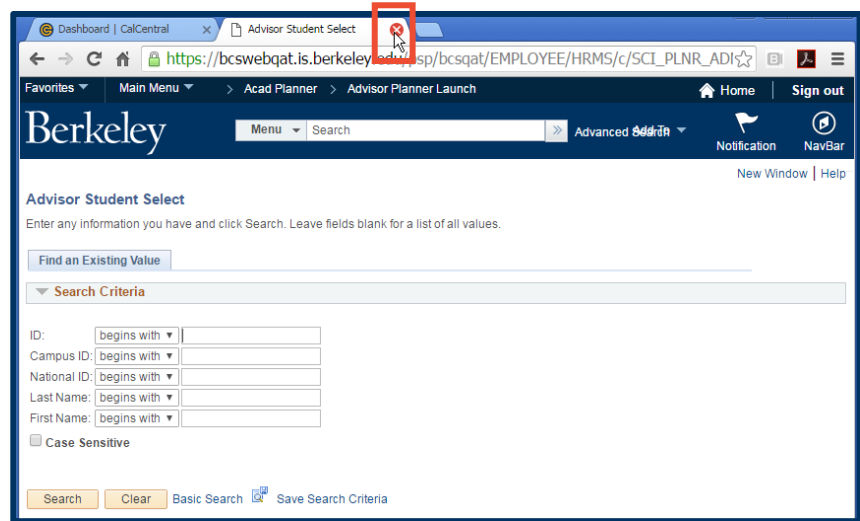 Dashboard | CalCentral x Advisor Student Select
https://bcswebqat.is.berkeley.edu/psp/bcsqat/EMPLOYEE/HRMS/c/SCI_PLNR_ADI
Favorites Main Menu > Acad Planner > Advisor Planner Launch Home Sign out
Berkeley Menu Search » Advanced Search Add To Notification NavBar
New Window | Help
Advisor Student Select
Enter any information you have and click Search. Leave fields blank for a list of all values.
Find an Existing Value
Search Criteria
ID: begins with
Campus ID: begins with
National ID: begins with
Last Name: begins with
First Name: begins with
Case Sensitive
Search Clear Basic Search Save Search Criteria